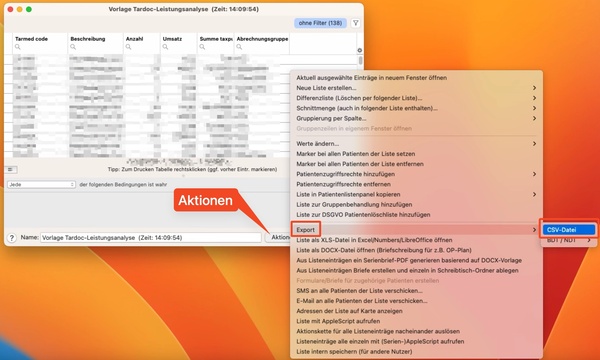 Vorlage Tardoc-Leistungsanalyse (Zeit: 14:09:54)
ohne Filter (138)
Tarmed code
Beschreibung
Anzahl
Umsatz
Summe taxpu
Abrechnungsgruppe
Tipp: Zum Drucken Tabelle rechtsklicken (ggf. vorher Eintr. markieren)
Jede
der folgenden Bedingungen ist wahr
Aktionen
? Name: Vorlage Tardoc-Leistungsanalyse (Zeit: 14:09:54)
Aktione
Aktuell ausgewählte Einträge in neuem Fenster öffnen
Neue Liste erstellen...
Differenzliste (Löschen per folgender Liste)...
Schnittmenge (auch in folgender Liste enthalten)...
Gruppierung per Spalte...
Gruppenzeilen in eigenem Fenster öffnen
Werte ändern...
Marker bei allen Patienten der Liste setzen
Marker bei allen Patienten der Liste entfernen
Patientenzugriffsrechte hinzufügen
Patientenzugriffsrechte entfernen
Liste in Patientenlistenpanel kopieren
Liste zur Gruppenbehandlung hinzufügen
Liste zur DSGVO Patientenlöschliste hinzufügen
Export
CSV-Datei
BDT / NDT
Liste als XLS-Datei in Excel/Numbers/LibreOffice öffnen
Liste als DOCX-Datei öffnen (Briefschreibung für z.B. OP-Plan)
Aus Listeneinträgen ein Serienbrief-PDF generieren basierend auf DOCX-Vorlage
Aus Listeneinträgen Briefe erstellen und einzeln in Schreibtisch-Ordner ablegen
Formulare/Briefe für zugehörige Patienten erstellen
SMS an alle Patienten der Liste verschicken...
E-Mail an alle Patienten der Liste verschicken...
Adressen der Liste auf Karte anzeigen
Liste mit AppleScript aufrufen
Aktionskette für alle Listeneinträge nacheinander auslösen
Listeneinträge alle einzeln mit (Serien-)AppleScript aufrufen
Liste intern speichern (für andere Nutzer)